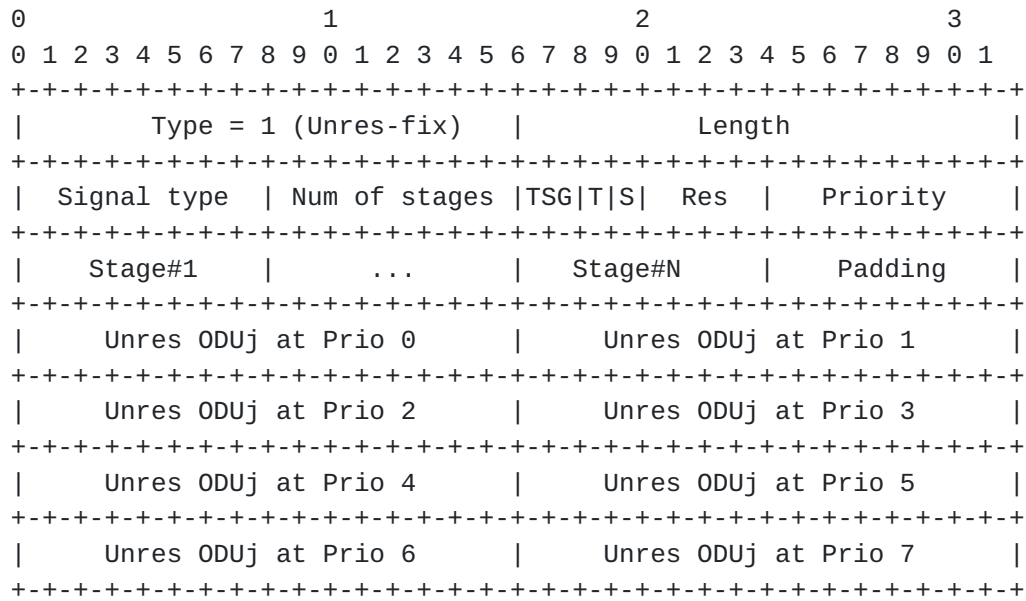 0                   1                   2                   3
0 1 2 3 4 5 6 7 8 9 0 1 2 3 4 5 6 7 8 9 0 1 2 3 4 5 6 7 8 9 0 1
+-+-+-+-+-+-+-+-+-+-+-+-+-+-+-+-+-+-+-+-+-+-+-+-+-+-+-+-+-+-+-+-+
|        Type = 1 (Unres-fix)   |           Length              |
+-+-+-+-+-+-+-+-+-+-+-+-+-+-+-+-+-+-+-+-+-+-+-+-+-+-+-+-+-+-+-+-+
|  Signal type  | Num of stages |TSG|T|S|  Res  |   Priority    |
+-+-+-+-+-+-+-+-+-+-+-+-+-+-+-+-+-+-+-+-+-+-+-+-+-+-+-+-+-+-+-+-+
|    Stage#1    |      ...      |   Stage#N     |    Padding    |
+-+-+-+-+-+-+-+-+-+-+-+-+-+-+-+-+-+-+-+-+-+-+-+-+-+-+-+-+-+-+-+-+
|     Unres ODUj at Prio 0      |     Unres ODUj at Prio 1      |
+-+-+-+-+-+-+-+-+-+-+-+-+-+-+-+-+-+-+-+-+-+-+-+-+-+-+-+-+-+-+-+-+
|     Unres ODUj at Prio 2      |     Unres ODUj at Prio 3      |
+-+-+-+-+-+-+-+-+-+-+-+-+-+-+-+-+-+-+-+-+-+-+-+-+-+-+-+-+-+-+-+-+
|     Unres ODUj at Prio 4      |     Unres ODUj at Prio 5      |
+-+-+-+-+-+-+-+-+-+-+-+-+-+-+-+-+-+-+-+-+-+-+-+-+-+-+-+-+-+-+-+-+
|     Unres ODUj at Prio 6      |     Unres ODUj at Prio 7      |
+-+-+-+-+-+-+-+-+-+-+-+-+-+-+-+-+-+-+-+-+-+-+-+-+-+-+-+-+-+-+-+-+